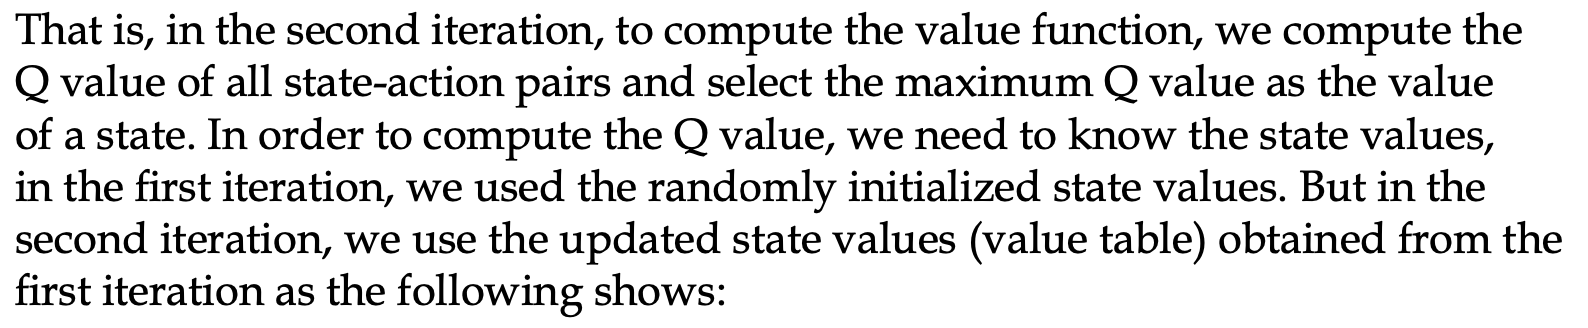 That is, in the second iteration, to compute the value function, we compute the
Q value of all state-action pairs and select the maximum Q value as the value
of a state. In order to compute the Q value, we need to know the state values,
in the first iteration, we used the randomly initialized state values. But in the
second iteration, we use the updated state values (value table) obtained from the
first iteration as the following shows: